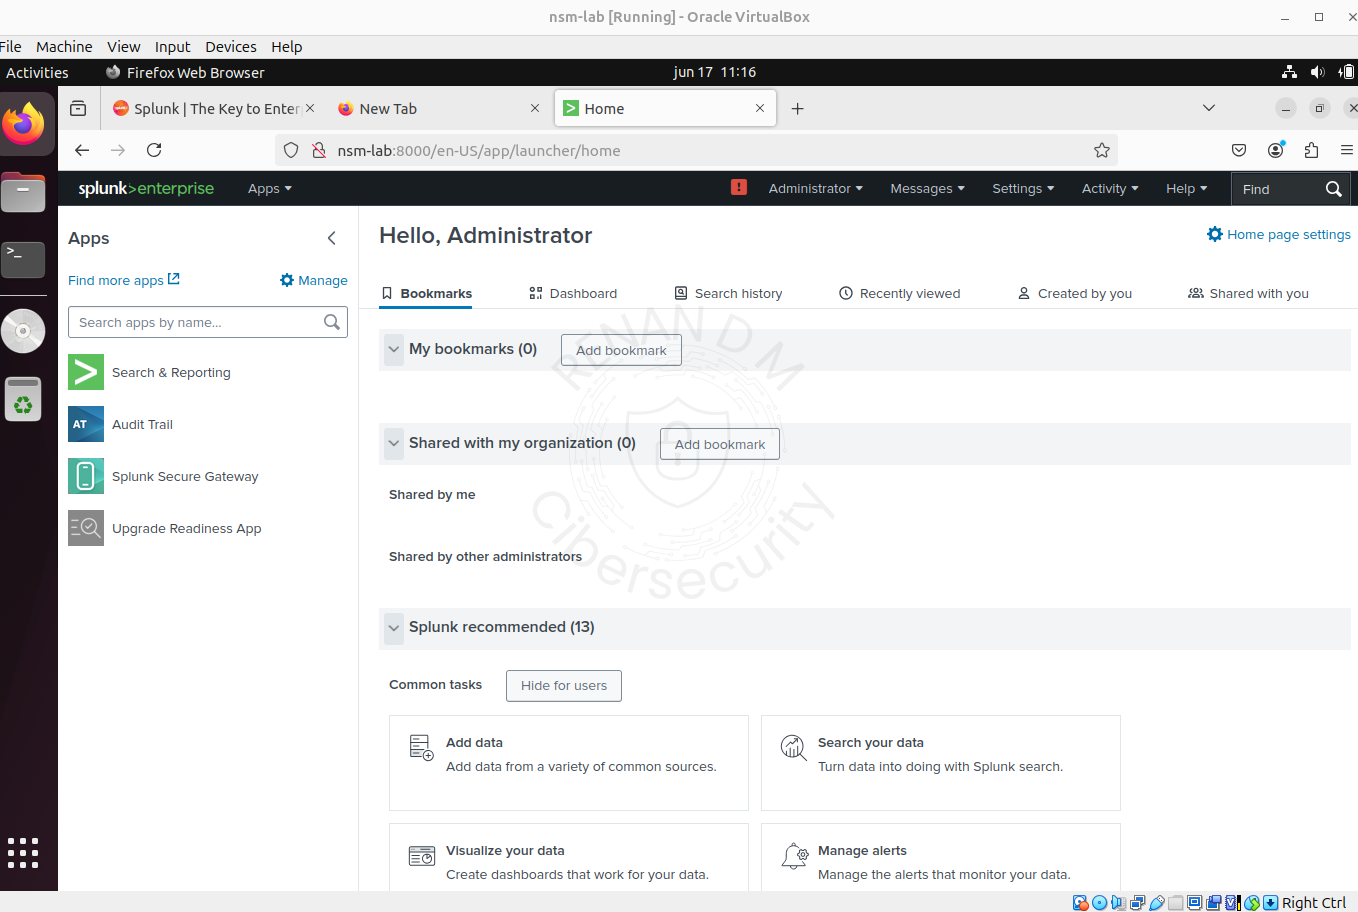 nsm-lab [Running] - Oracle VirtualBox
File Machine View Input Devices Help
Activities Firefox Web Browser jun 17 11:16
Splunk | The Key to Enter New Tab Home
nsm-lab:8000/en-US/app/launcher/home
splunk>enterprise Apps Administrator Messages Settings Activity Help Find
Apps
Find more apps Manage
Search apps by name...
Search & Reporting
AT Audit Trail
Splunk Secure Gateway
Upgrade Readiness App
Hello, Administrator
Home page settings
Bookmarks Dashboard Search history Recently viewed Created by you Shared with you
My bookmarks (0) Add bookmark
Shared with my organization (0) Add bookmark
Shared by me
Shared by other administrators
RENAN D M
Cibersecurity
Splunk recommended (13)
Common tasks Hide for users
Add data
Add data from a variety of common sources.
Search your data
Turn data into doing with Splunk search.
Visualize your data
Create dashboards that work for your data.
Manage alerts
Manage the alerts that monitor your data.
Right Ctrl